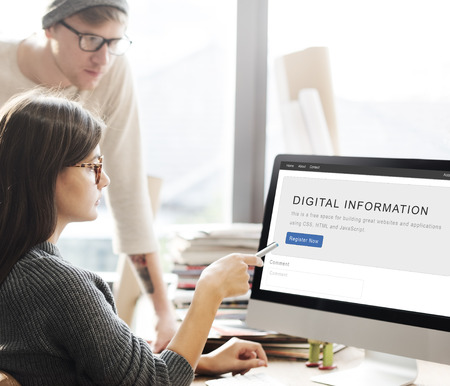 Home About Contact
DIGITAL INFORMATION
this is a free space for building great websites and applications
using CSS, HTML and JavaScript.
Register Now
Comment
Comment